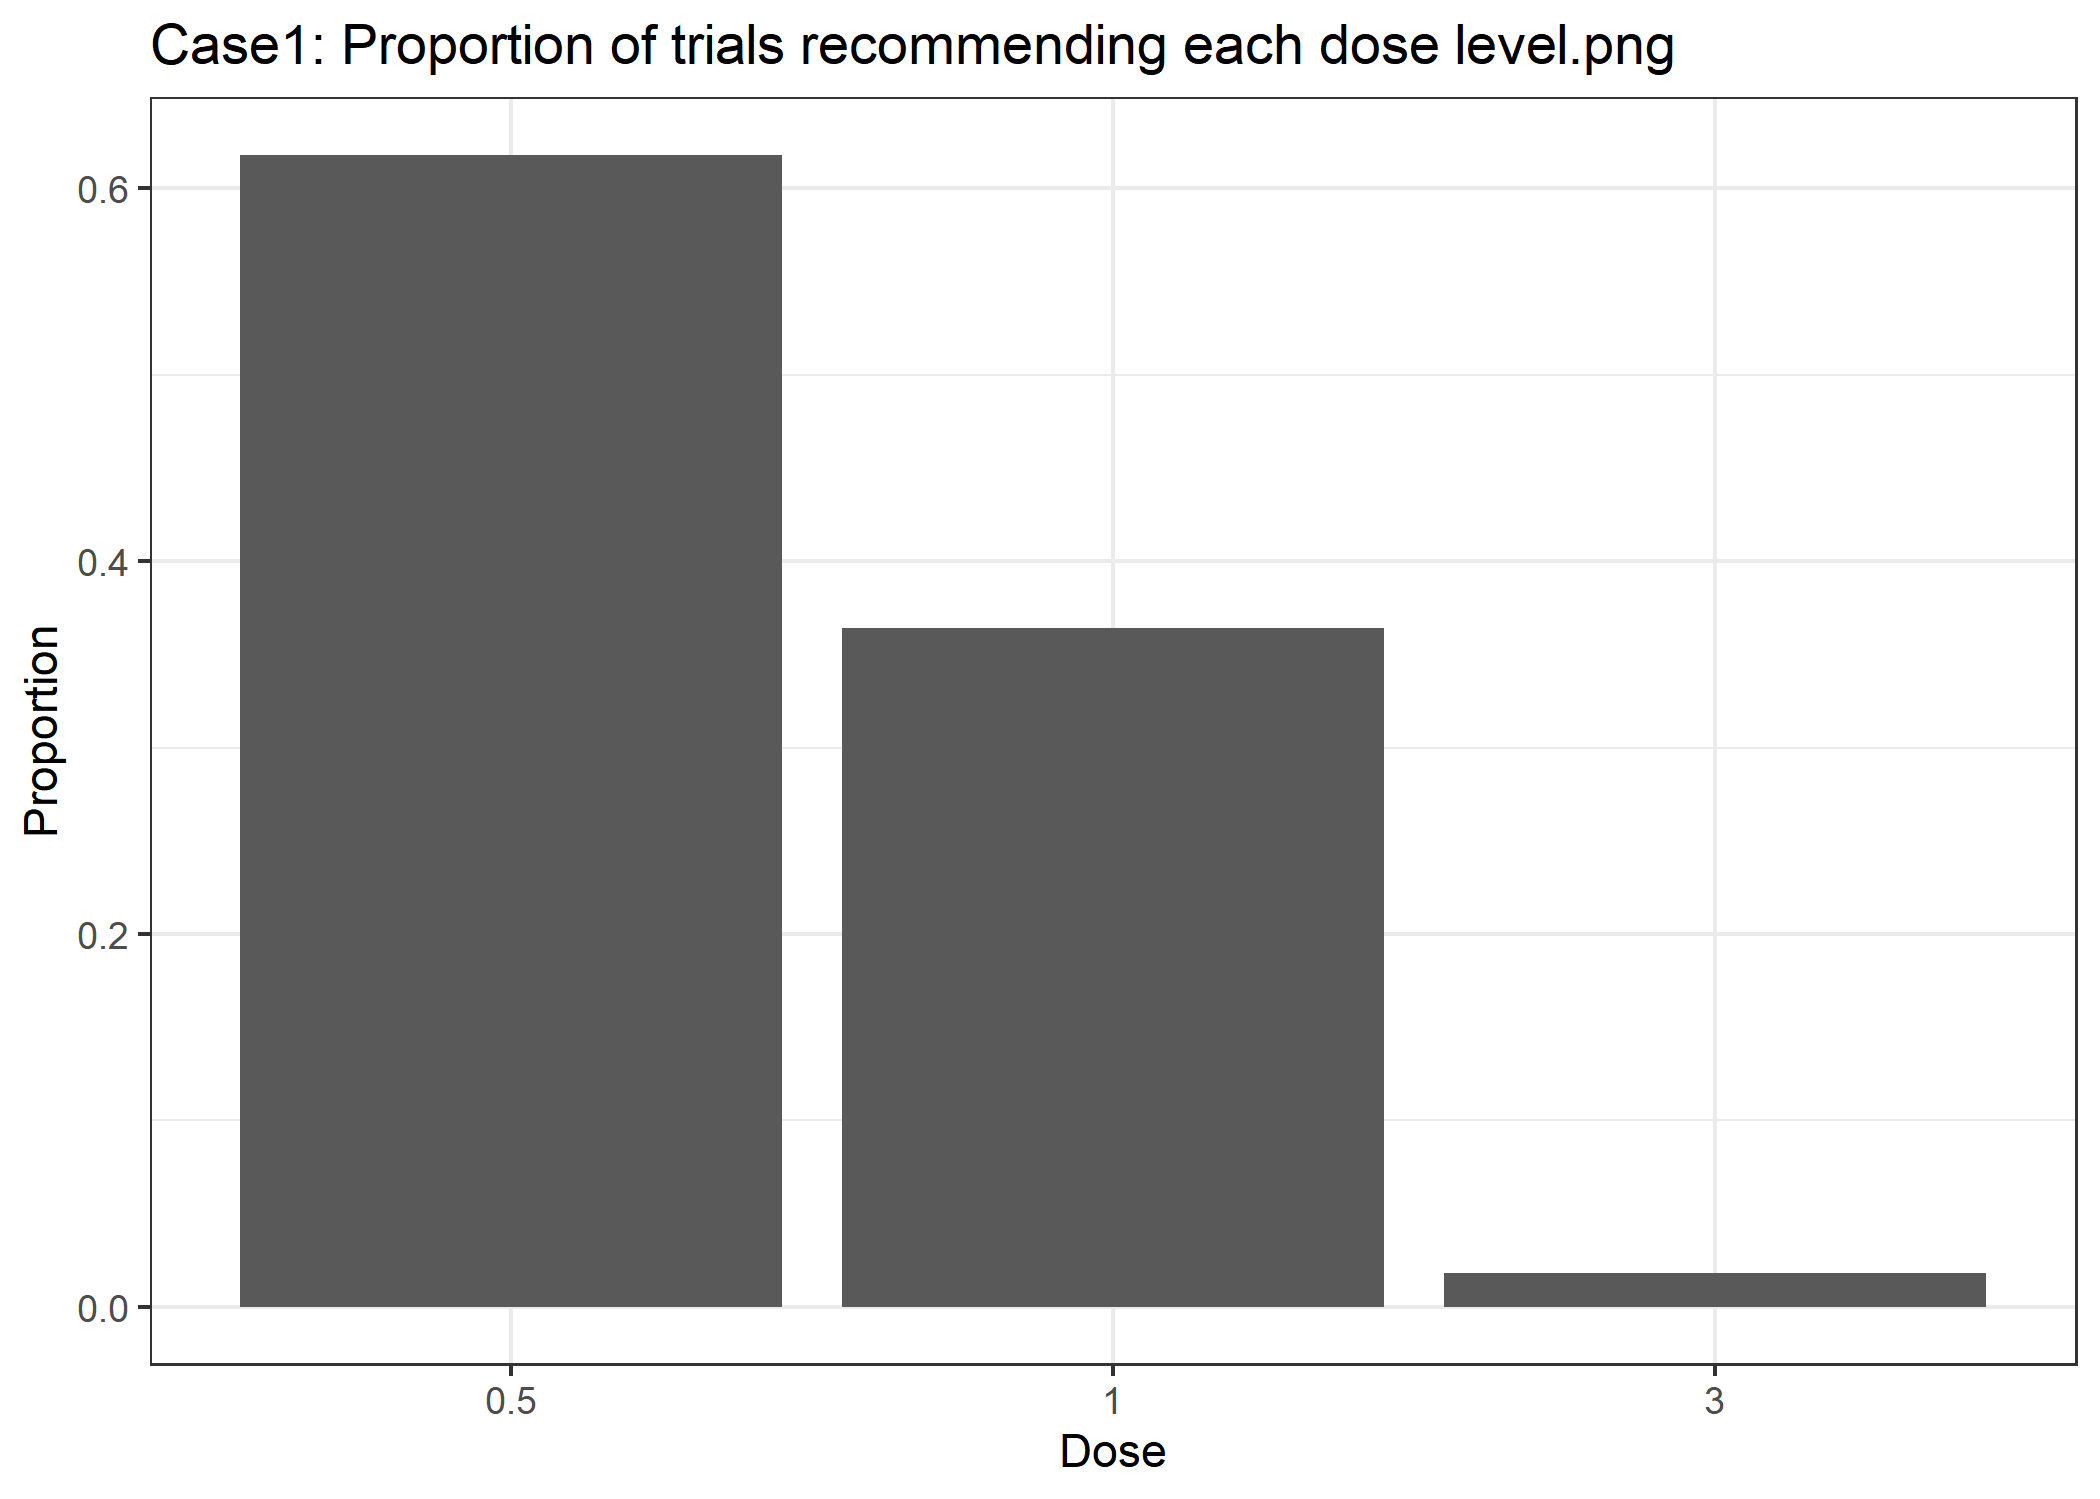 Case1: Proportion of trials recommending each dose level.png
Proportion
0.6
0.4
0.2
0.0
0.5 1 3
Dose